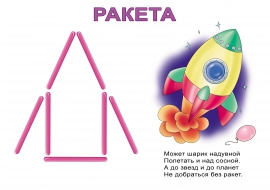 РАКЕТА
Может шарик надувной
Полетать и над сосной.
А до звезд и до планет
Не добраться без ракет.